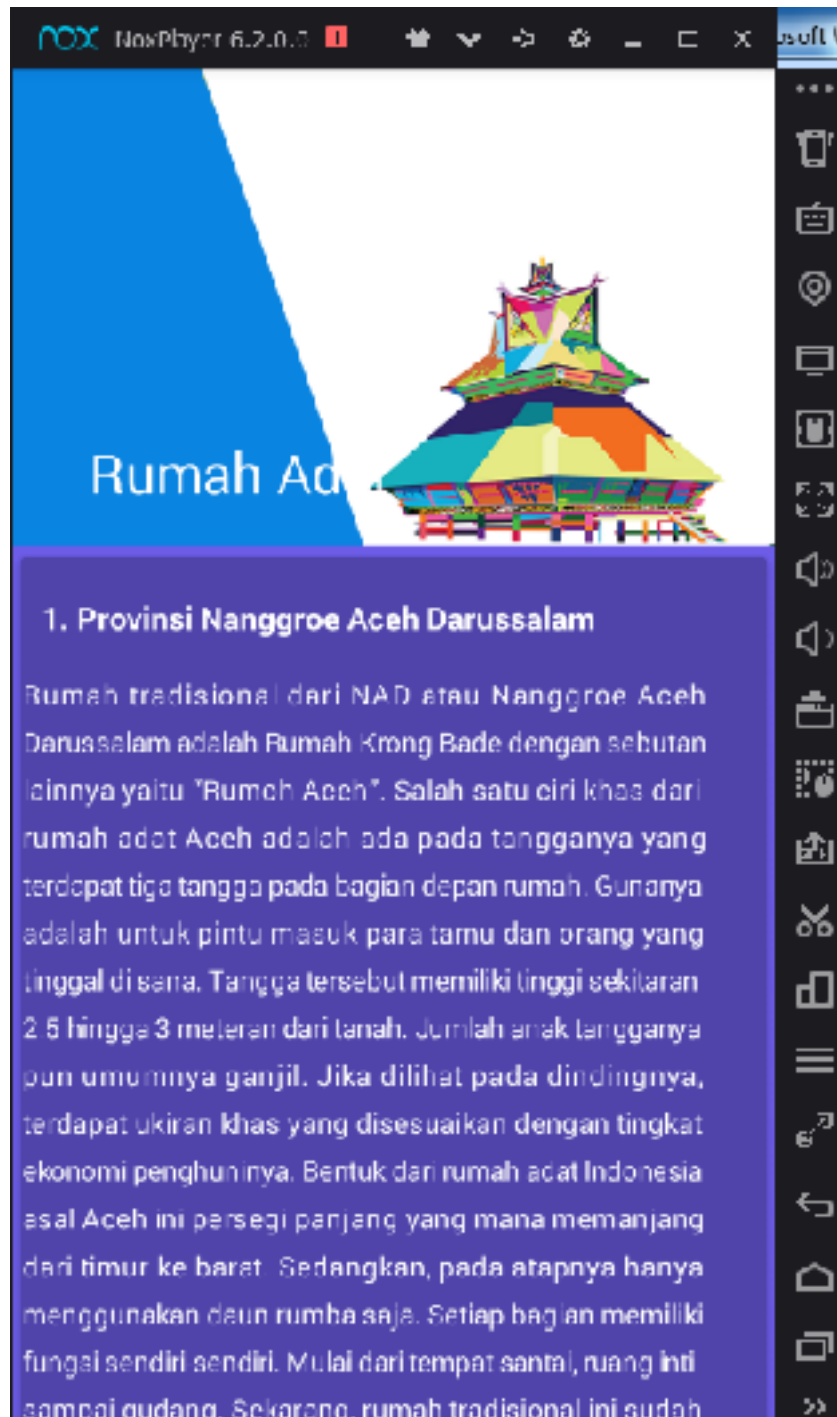 nox NoxPlayer 6.2.0.0
osoft
Rumah Ad
1. Provinsi Nanggroe Aceh Darussalam
Rumah tradisional dari NAD atau Nanggroe Aceh
Darussalam adalah Rumah Krong Bade dengan sebutan
lainnya yaitu "Rumoh Aceh". Salah satu ciri khas dari
rumah adat Aceh adalah ada pada tangganya yang
terdapat tiga tangga pada bagian depan rumah. Gunanya
adalah untuk pintu masuk para tamu dan orang yang
tinggal di sana. Tangga tersebut memiliki tinggi sekitaran
2.5 hingga 3 meteran dari tanah. Jumlah anak tangganya
pun umumnya ganjil. Jika dilihat pada dindingnya,
terdapat ukiran khas yang disesuaikan dengan tingkat
ekonomi penghuninya. Bentuk dari rumah adat Indonesia
asal Aceh ini persegi panjang yang mana memanjang
dari timur ke barat. Sedangkan, pada atapnya hanya
menggunakan daun rumba saja. Setiap bagian memiliki
fungsi sendiri sendiri. Mulai dari tempat santai, ruang inti
sampai gudang. Sekarang, rumah tradisional ini sudah